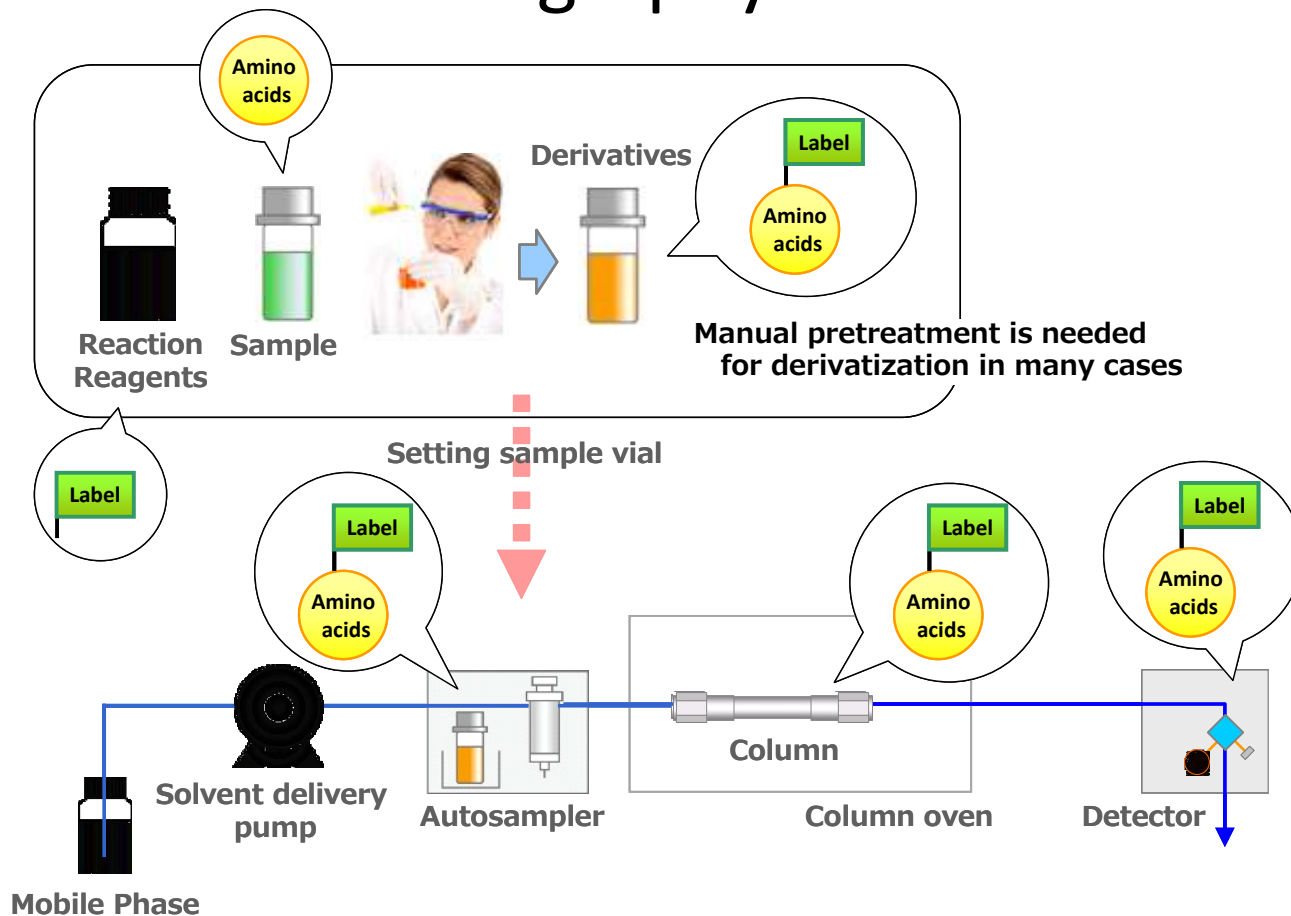 Amino
acids
Derivatives
Label
Amino
acids
Reaction
Reagents
Sample
Manual pretreatment is needed
for derivatization in many cases
Setting sample vial
Label
Label
Amino
acids
Label
Amino
acids
Label
Amino
acids
Column
Solvent delivery
pump
Autosampler
Column oven
Detector
Mobile Phase